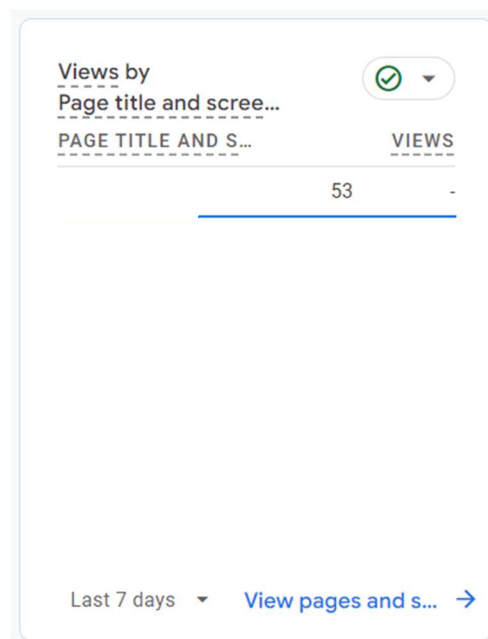 Views by
Page title and scree...
PAGE TITLE AND S... VIEWS
53 -
Last 7 days View pages and s...